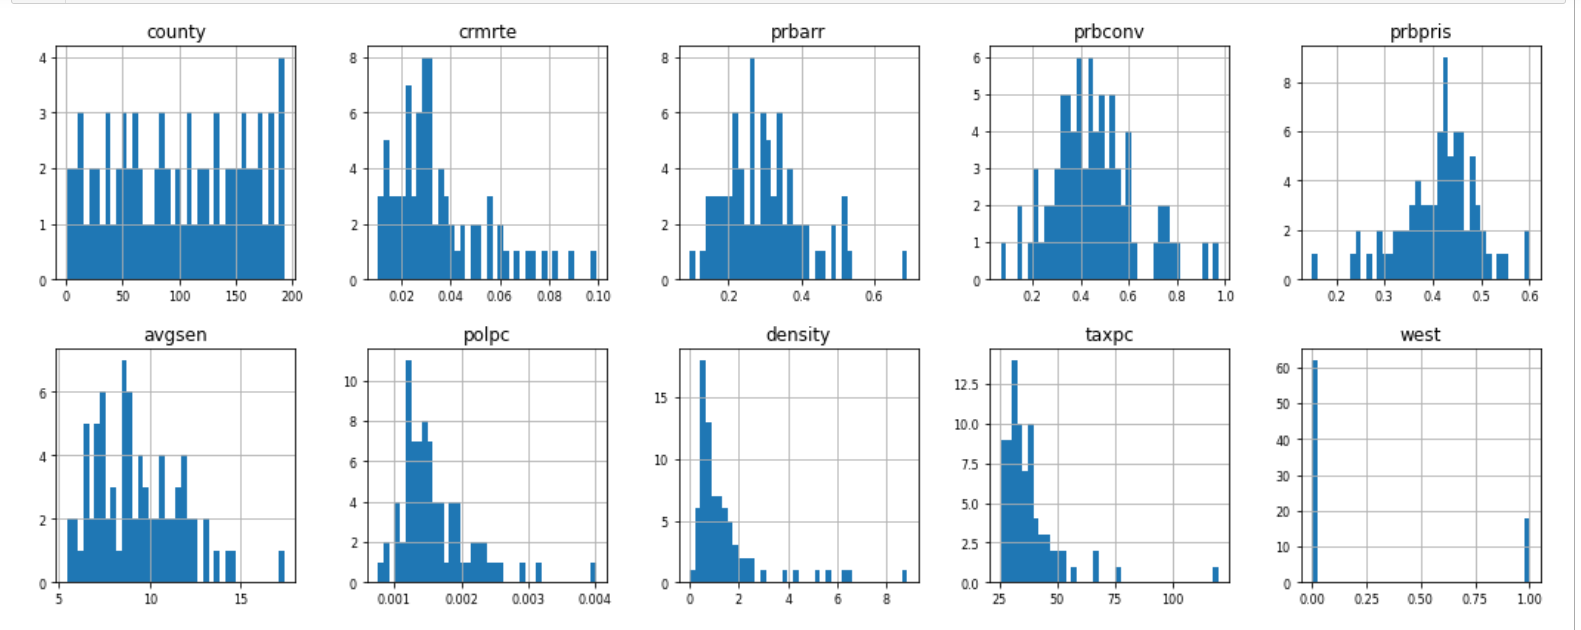 county crmrte prbarr prbconv prbpris
4 3 2 1 0
0 50 100 150 200
8 6 4 2 0
0.02 0.04 0.06 0.08 0.10
8 6 4 2 0
0.2 0.4 0.6
6 5 4 3 2 1 0
0.2 0.4 0.6 0.8 1.0
8 6 4 2 0
0.2 0.3 0.4 0.5 0.6
avgsen polpc density taxpc west
6 4 2 0
5 10 15
10 8 6 4 2 0
0.001 0.002 0.003 0.004
15 10 5 0
0 2 4 6 8
12.5 10.0 7.5 5.0 2.5 0.0
25 50 75 100
60 50 40 30 20 10 0
0.00 0.25 0.50 0.75 1.00